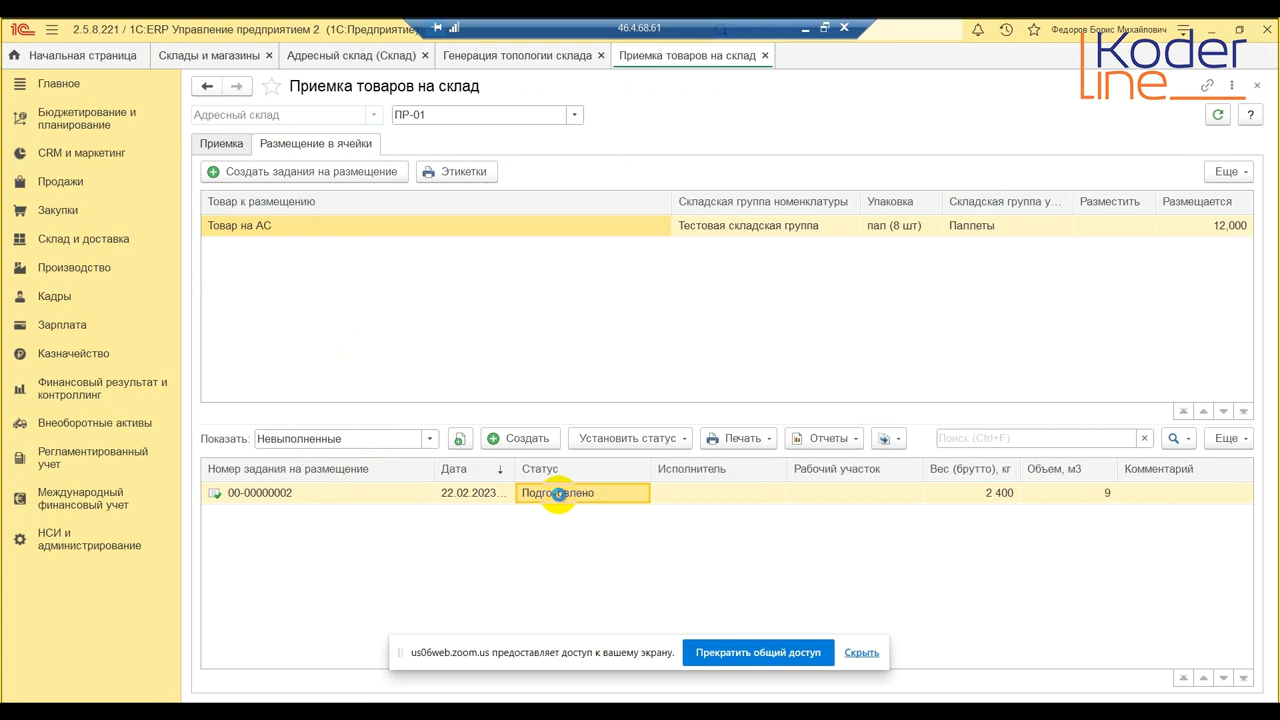 2.5.8.221 / 1С:ERP Управление предприятием 2 (1С:Предприятие,
46.4.68.61
Федоров Борис Михайлович
Koder
line
Начальная страница
Склады и магазины ×
Адресный склад (Склад) ×
Генерация топологии склада ×
Приемка товаров на склад ×
Главное
Бюджетирование и
планирование
CRM и маркетинг
Продажи
Закупки
Склад и доставка
Производство
Кадры
Зарплата
Казначейство
Финансовый результат и
контроллинг
Внеоборотные активы
Регламентированный
учет
Международный
финансовый учет
НСИ и
администрирование
Приемка товаров на склад
Адресный склад
ПР-01
?
Приемка
Размещение в ячейки
Создать задания на размещение
Этикетки
Еще
Товар к размещению
Складская группа номенклатуры
Упаковка
Складская группа у...
Разместить
Размещается
Товар на АС
Тестовая складская группа
пал (8 шт)
Паллеты
12,000
Показать:
Невыполненные
Создать
Установить статус
Печать
Отчеты
Поиск (Ctrl+F)
Еще
Номер задания на размещение
Дата
Статус
Исполнитель
Рабочий участок
Вес (брутто), кг
Объем, м3
Комментарий
00-00000002
22.02.2023...
Подготовлено
2 400
9
us06web.zoom.us предоставляет доступ к вашему экрану.
Прекратить общий доступ
Скрыть